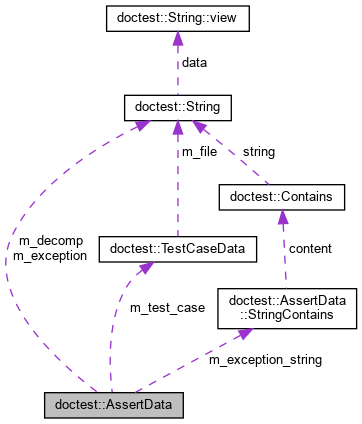 doctest::String::view
data
doctest::String
m_file
string
doctest::Contains
m_decomp
m_exception
doctest::TestCaseData
content
m_test_case
doctest::AssertData
::StringContains
m_exception_string
doctest::AssertData